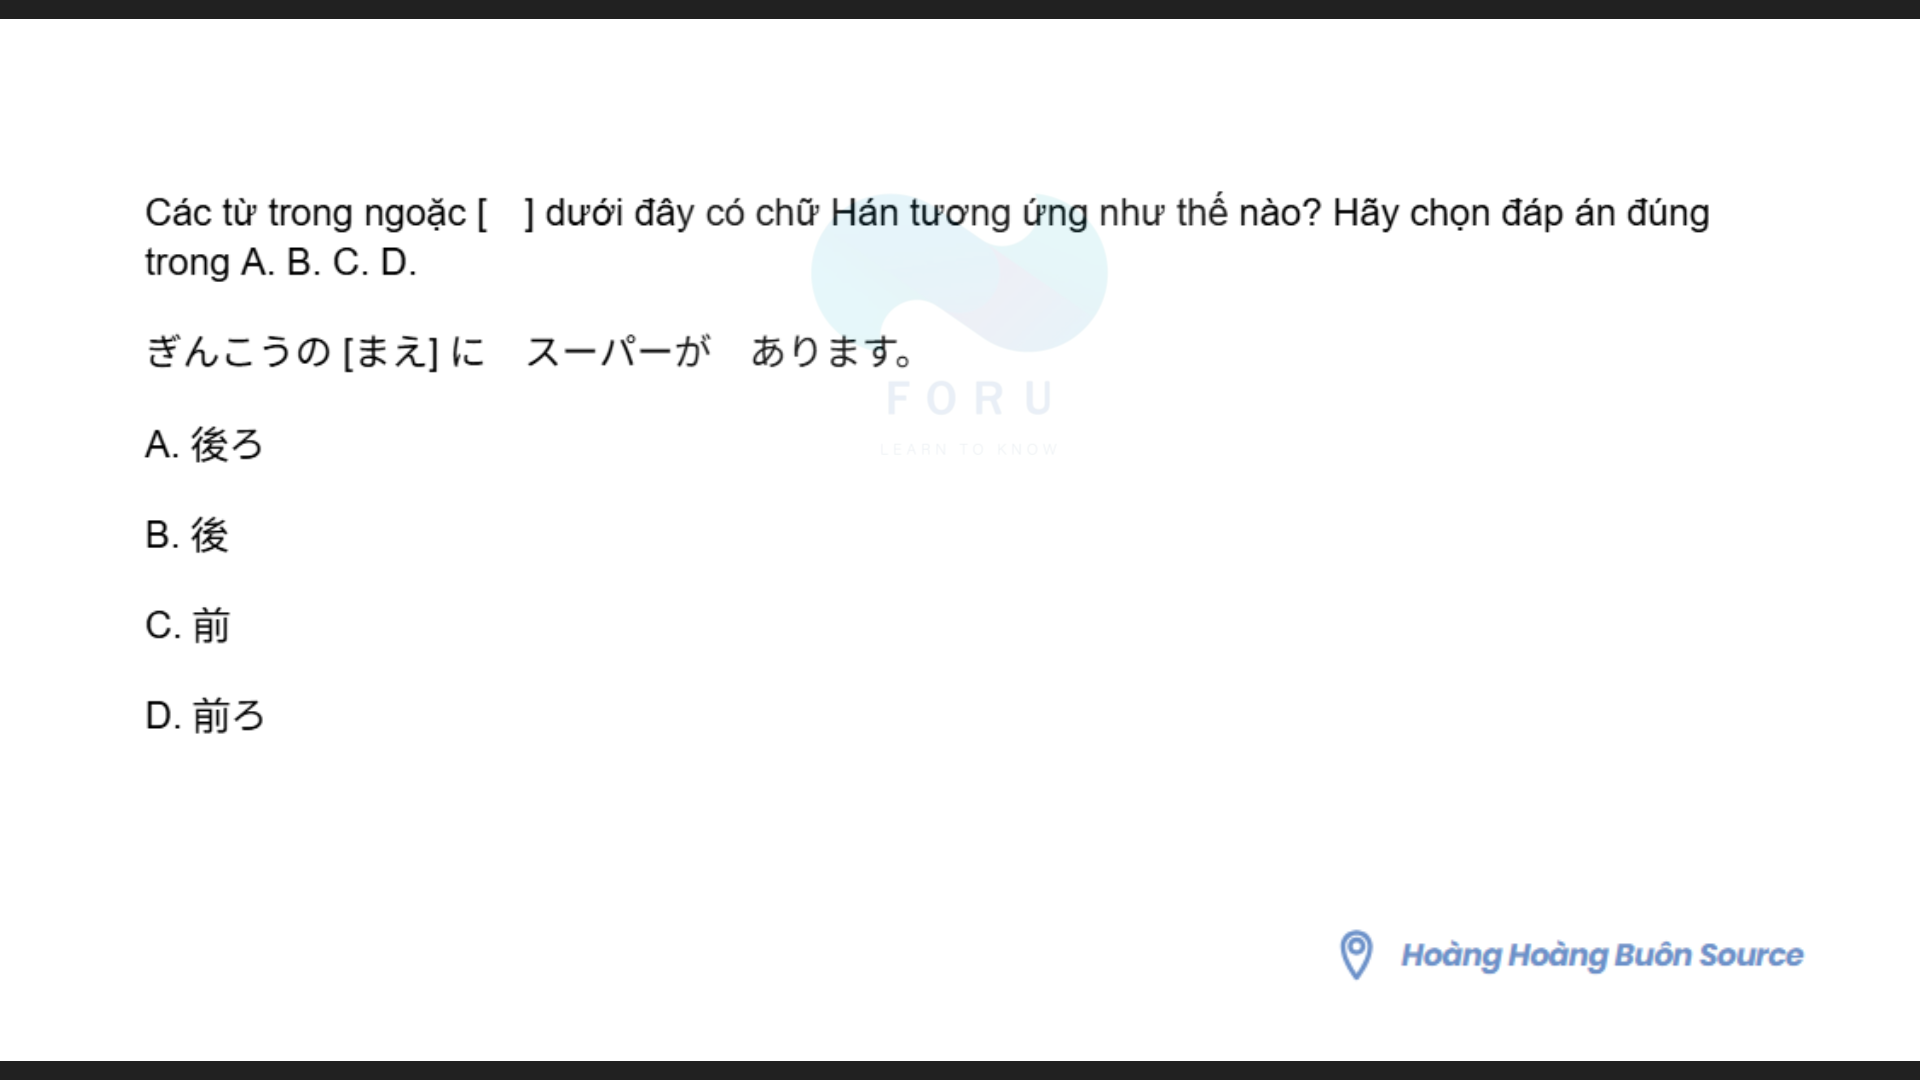 Các từ trong ngoặc [　] dưới đây có chữ Hán tương ứng như thế nào? Hãy chọn đáp án đúng
trong A. B. C. D.
ぎんこうの [まえ] に　スーパーが　あります。
FORU
LEARN TO KNOW
A. 後ろ
B. 後
C. 前
D. 前ろ
Hoàng Hoàng Buôn Source